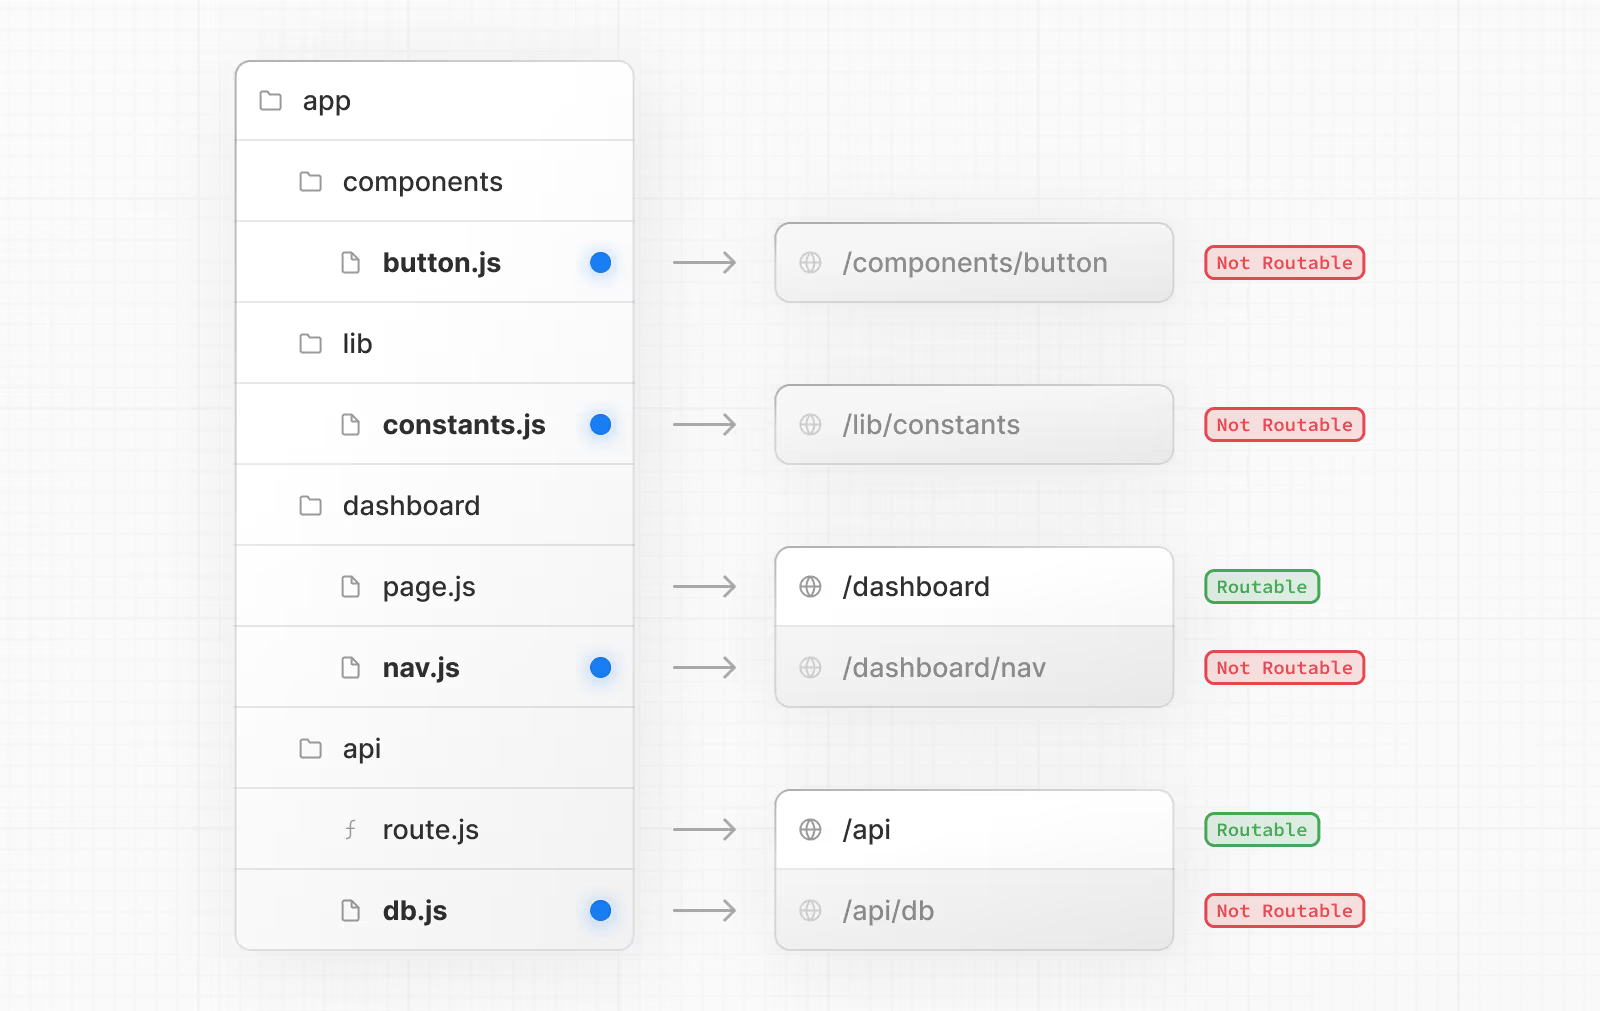 app
components
button.js
/components/button
Not Routable
lib
constants.js
/lib/constants
Not Routable
dashboard
page.js
/dashboard
Routable
nav.js
/dashboard/nav
Not Routable
api
route.js
/api
Routable
db.js
/api/db
Not Routable